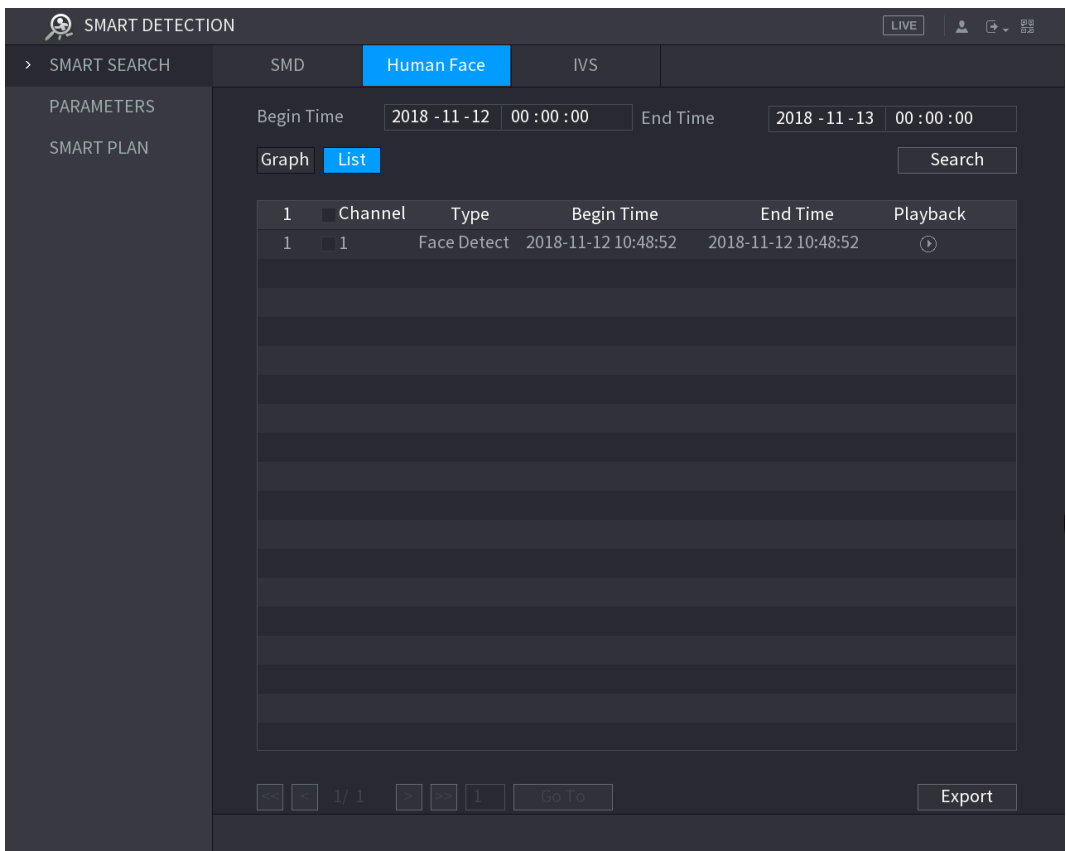 SMART DETECTION LIVE
SMART SEARCH SMD Human Face IVS
PARAMETERS
SMART PLAN
Begin Time 2018 -11 -12 00 : 00 : 00 End Time 2018 -11 -13 00 : 00 : 00
Graph List Search
1 Channel Type Begin Time End Time Playback
1 1 Face Detect 2018-11-12 10:48:52 2018-11-12 10:48:52
<< < 1/ 1 > >> 1 Go To Export